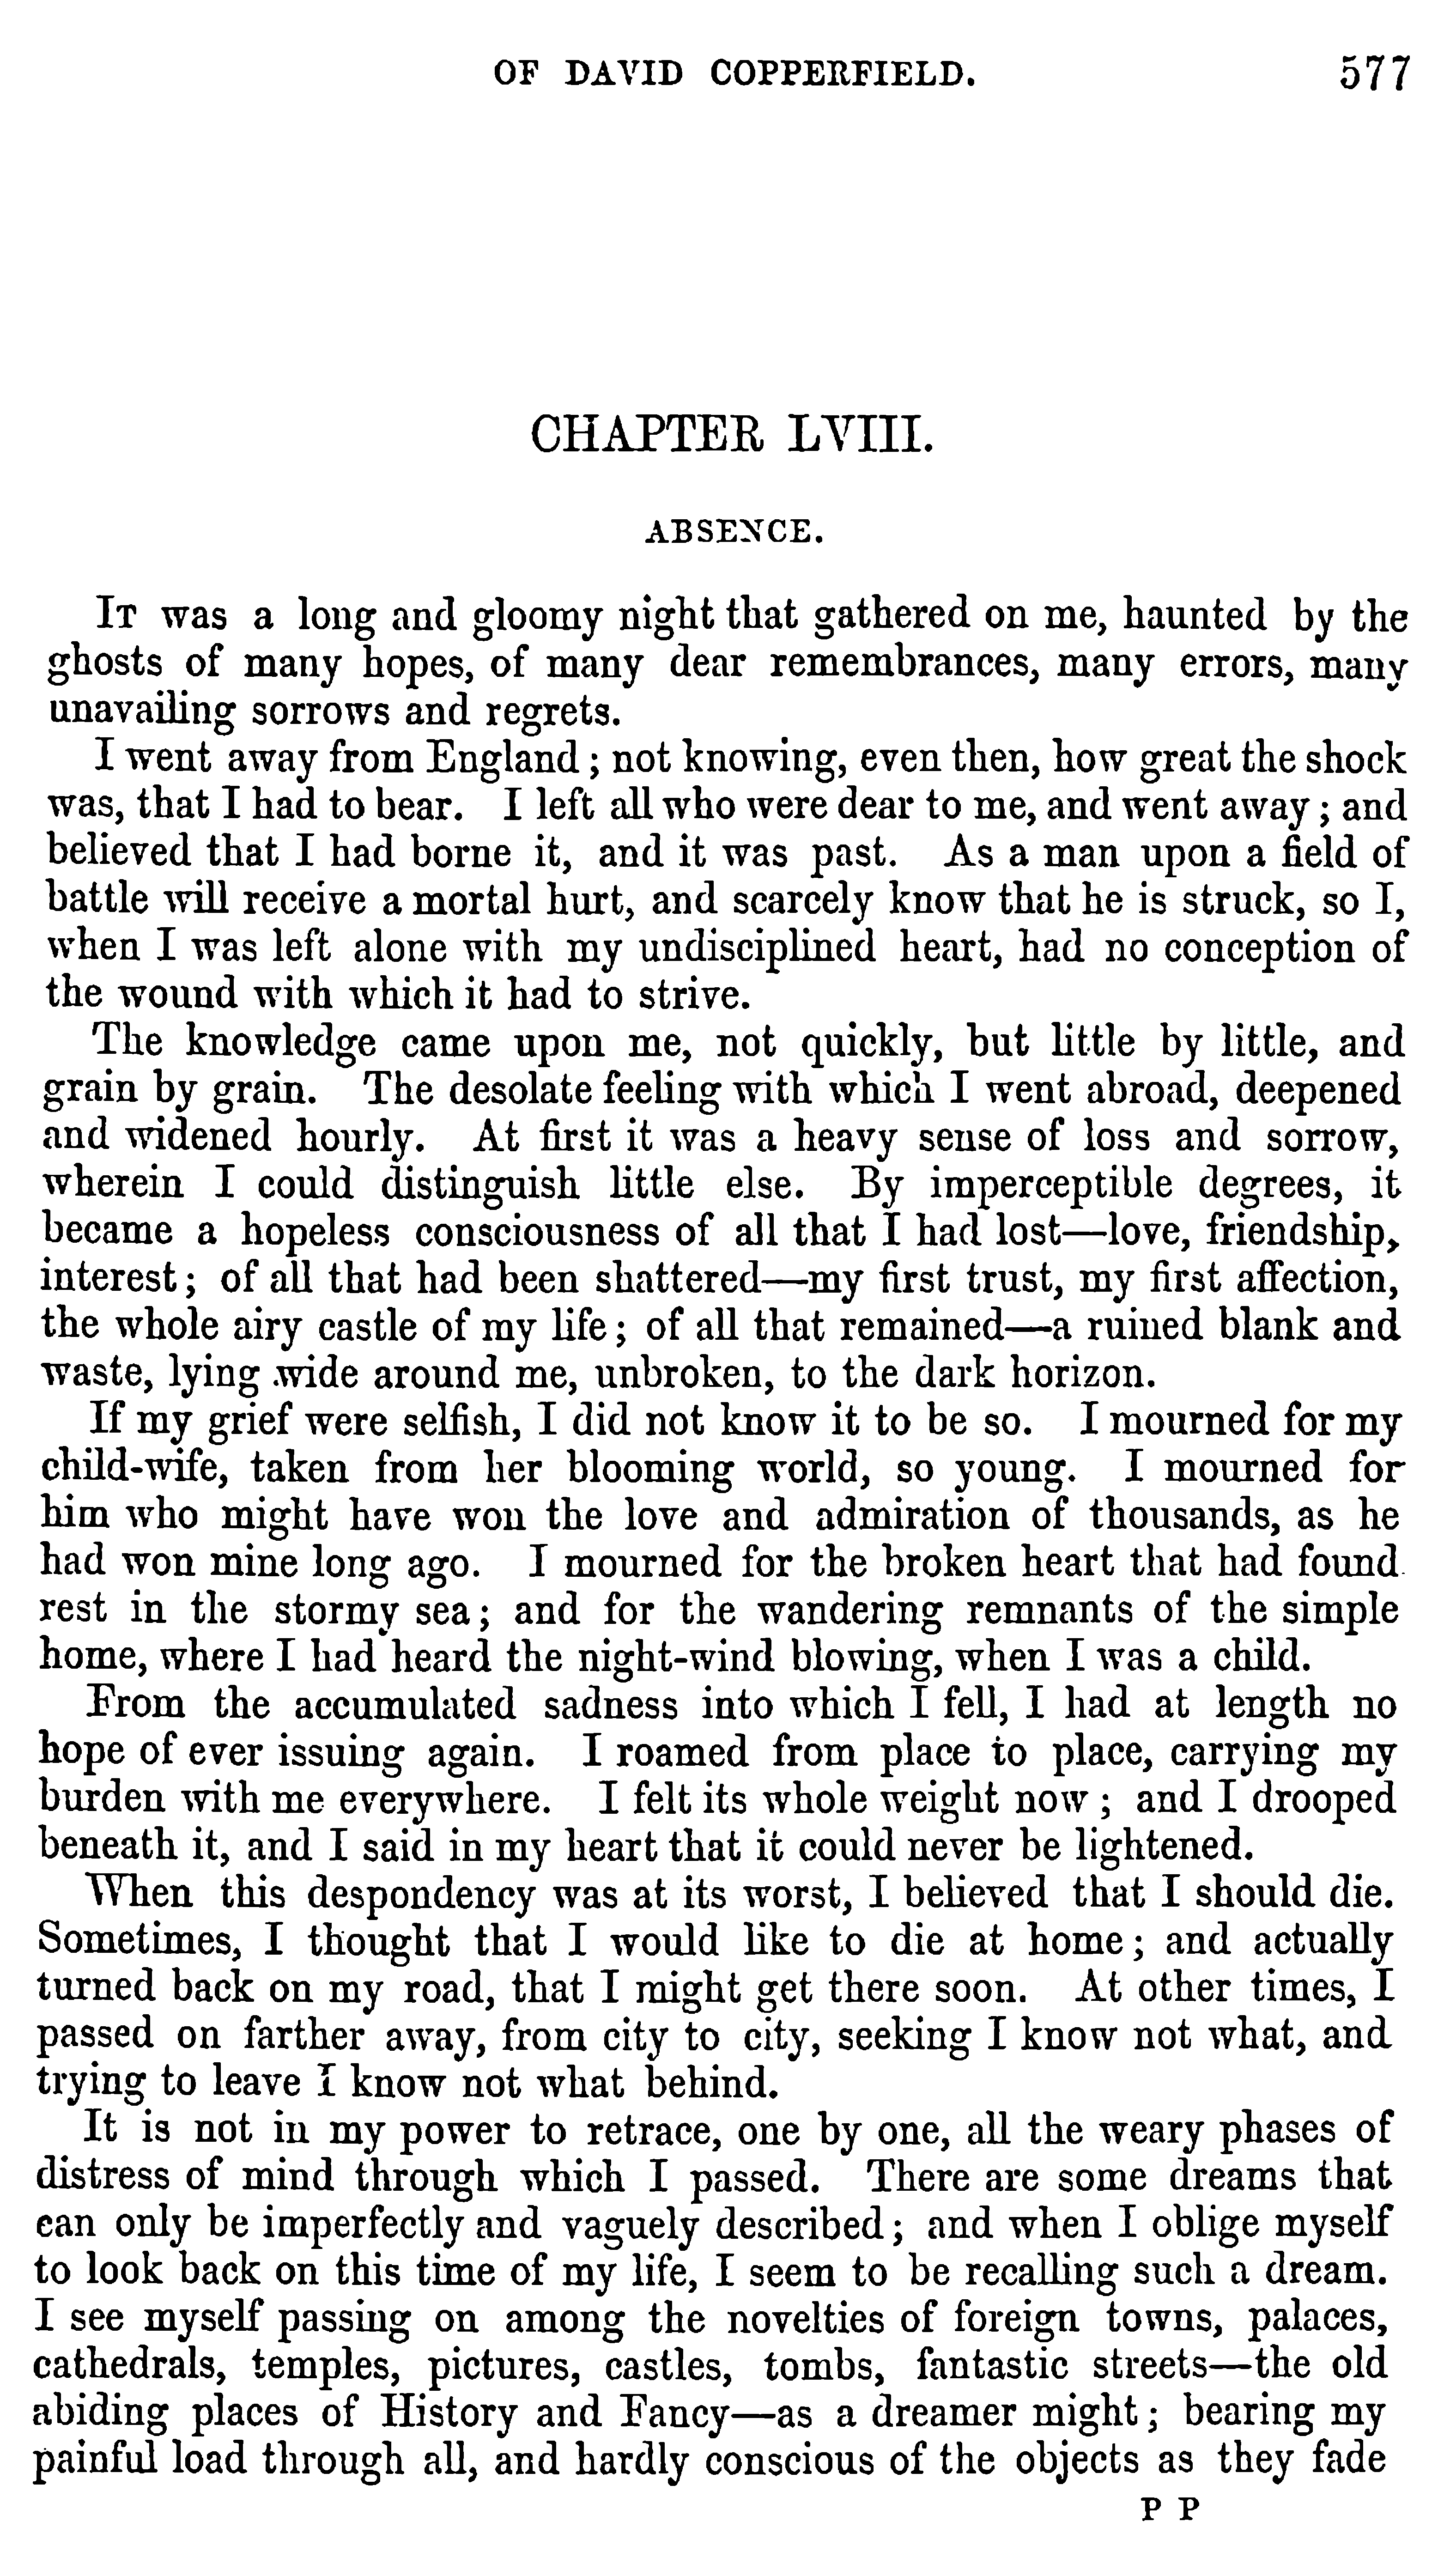 OF DAVID COPPERFIELD. 577
CHAPTER LVIII.
ABSENCE.
It was a long and gloomy night that gathered on me, haunted by the
ghosts of many hopes, of many dear remembrances, many errors, many
unavailing sorrows and regrets.
I went away from England; not knowing, even then, how great the shock
was, that I had to bear. I left all who were dear to me, and went away; and
believed that I had borne it, and it was past. As a man upon a field of
battle will receive a mortal hurt, and scarcely know that he is struck, so I,
when I was left alone with my undisciplined heart, had no conception of
the wound with which it had to strive.
The knowledge came upon me, not quickly, but little by little, and
grain by grain. The desolate feeling with which I went abroad, deepened
and widened hourly. At first it was a heavy sense of loss and sorrow,
wherein I could distinguish little else. By imperceptible degrees, it
became a hopeless consciousness of all that I had lost—love, friendship,
interest; of all that had been shattered—my first trust, my first affection,
the whole airy castle of my life; of all that remained—a ruined blank and
waste, lying wide around me, unbroken, to the dark horizon.
If my grief were selfish, I did not know it to be so. I mourned for my
child-wife, taken from her blooming world, so young. I mourned for
him who might have won the love and admiration of thousands, as he
had won mine long ago. I mourned for the broken heart that had found
rest in the stormy sea; and for the wandering remnants of the simple
home, where I had heard the night-wind blowing, when I was a child.
From the accumulated sadness into which I fell, I had at length no
hope of ever issuing again. I roamed from place to place, carrying my
burden with me everywhere. I felt its whole weight now; and I drooped
beneath it, and I said in my heart that it could never be lightened.
When this despondency was at its worst, I believed that I should die.
Sometimes, I thought that I would like to die at home; and actually
turned back on my road, that I might get there soon. At other times, I
passed on farther away, from city to city, seeking I know not what, and
trying to leave I know not what behind.
It is not in my power to retrace, one by one, all the weary phases of
distress of mind through which I passed. There are some dreams that
can only be imperfectly and vaguely described; and when I oblige myself
to look back on this time of my life, I seem to be recalling such a dream.
I see myself passing on among the novelties of foreign towns, palaces,
cathedrals, temples, pictures, castles, tombs, fantastic streets—the old
abiding places of History and Fancy—as a dreamer might; bearing my
painful load through all, and hardly conscious of the objects as they fade
P P